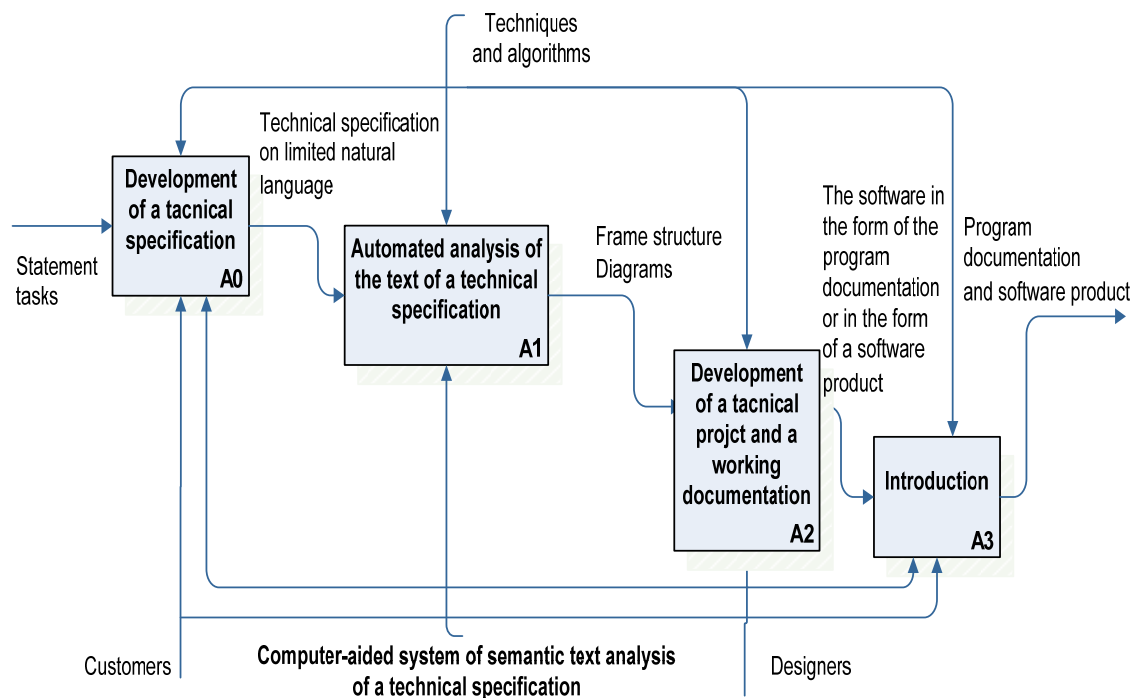 Techniques
and algorithms
Technical specification
on limited natural
language
Development
of a tacnical
specification
A0
Statement
tasks
Automated analysis of
the text of a technical
specification
A1
Frame structure
Diagrams
The software in
the form of the
program
documentation
or in the form
of a software
product
Program
documentation
and software product
Development
of a tacnical
projct and a
working
documentation
A2
Introduction
A3
Customers
Computer-aided system of semantic text analysis
of a technical specification
Designers